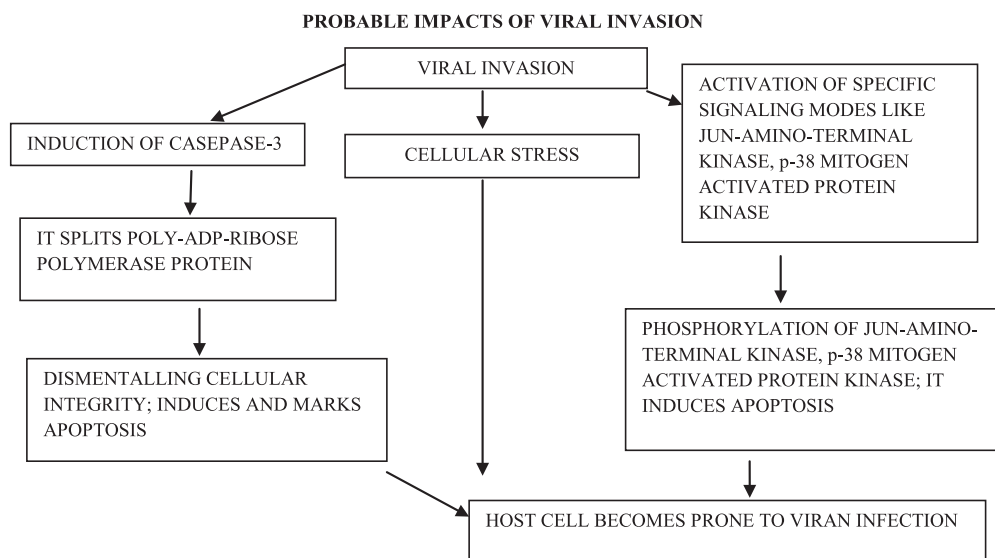 PROBABLE IMPACTS OF VIRAL INVASION
VIRAL INVASION
INDUCTION OF CASEPASE-3
CELLULAR STRESS
ACTIVATION OF SPECIFIC
SIGNALING MODES LIKE
JUN-AMINO-TERMINAL
KINASE, p-38 MITOGEN
ACTIVATED PROTEIN
KINASE
IT SPLITS POLY-ADP-RIBOSE
POLYMERASE PROTEIN
PHOSPHORYLATION OF JUN-AMINO-
TERMINAL KINASE, p-38 MITOGEN
ACTIVATED PROTEIN KINASE; IT
INDUCES APOPTOSIS
DISMENTALLING CELLULAR
INTEGRITY; INDUCES AND MARKS
APOPTOSIS
HOST CELL BECOMES PRONE TO VIRAN INFECTION